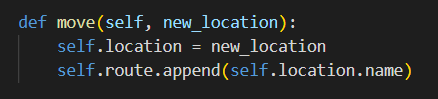 def move(self, new_location):
    self.location = new_location
    self.route.append(self.location.name)